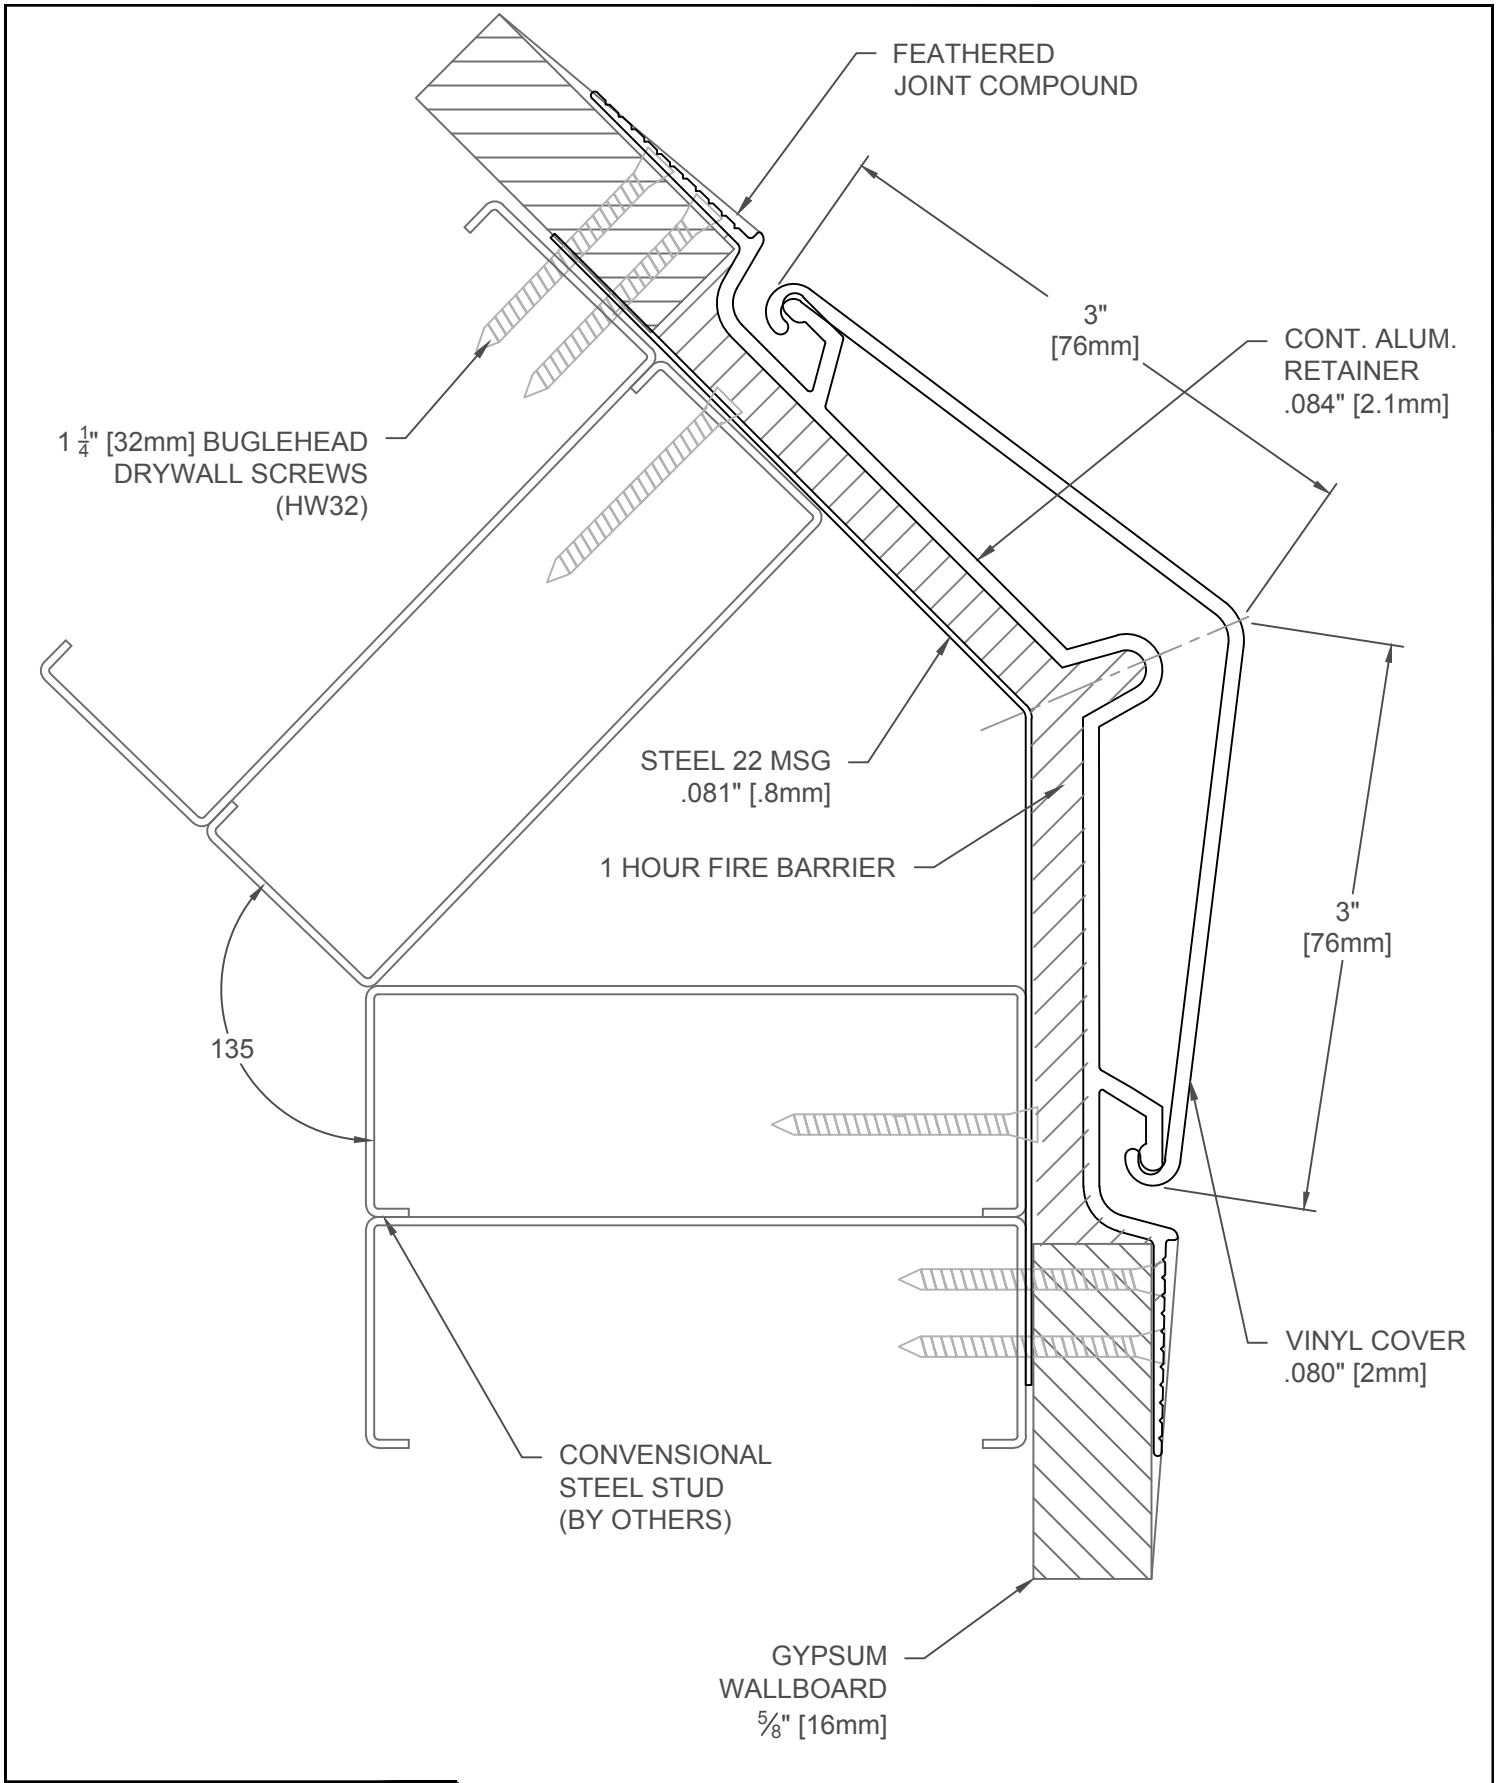 FEATHERED
JOINT COMPOUND
3"
[76mm]
CONT. ALUM.
RETAINER
.084" [2.1mm]
1 1/4" [32mm] BUGLEHEAD
DRYWALL SCREWS
(HW32)
STEEL 22 MSG
.081" [.8mm]
1 HOUR FIRE BARRIER
3"
[76mm]
135
VINYL COVER
.080" [2mm]
CONVENSIONAL
STEEL STUD
(BY OTHERS)
GYPSUM
WALLBOARD
5/8" [16mm]